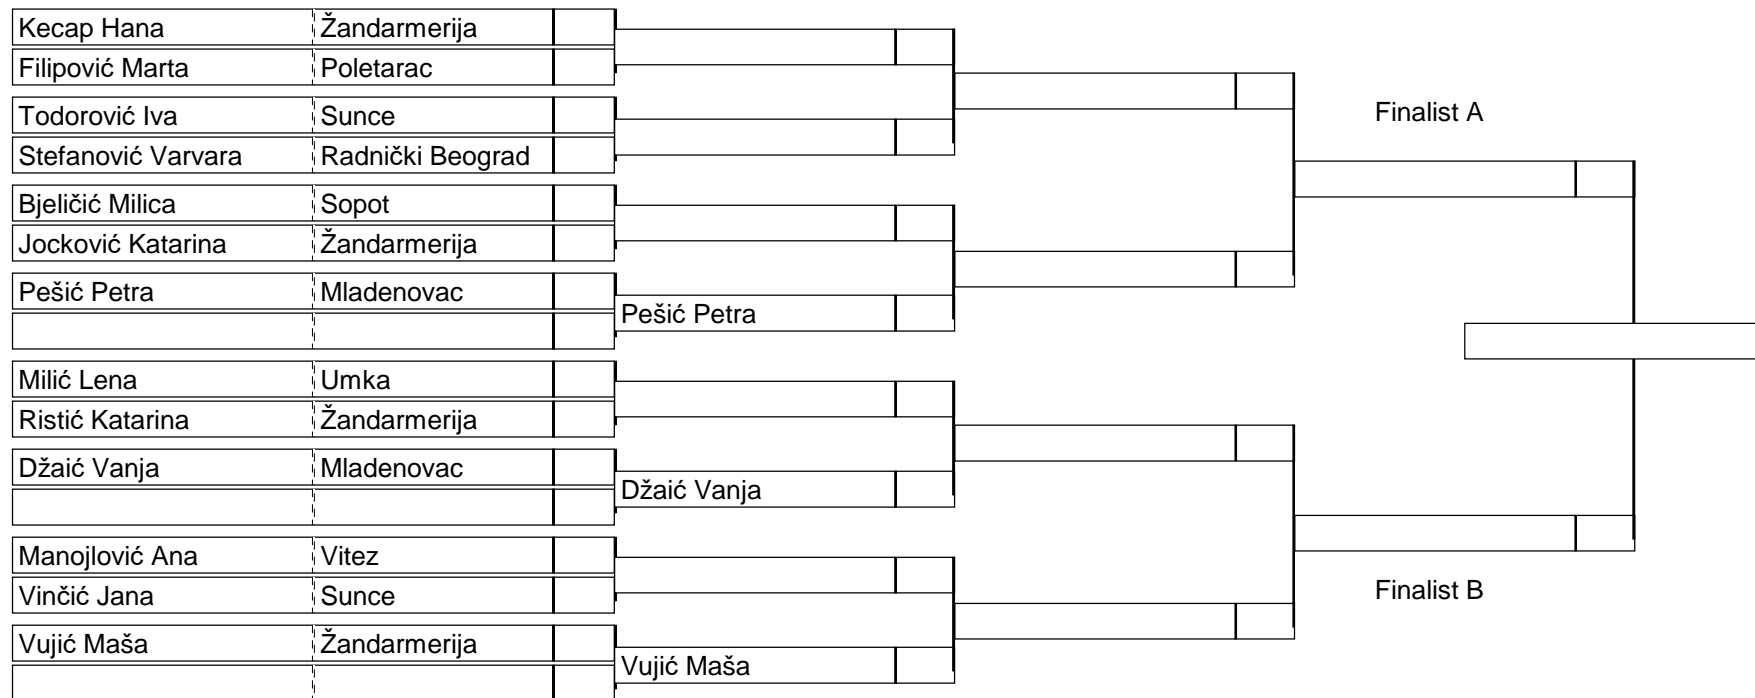 Kecap Hana Žandarmerija
Filipović Marta Poletarac
Todorović Iva Sunce
Stefanović Varvara Radnički Beograd
Bjeličić Milica Sopot
Jocković Katarina Žandarmerija
Pešić Petra Mladenovac
Pešić Petra
Milić Lena Umka
Ristić Katarina Žandarmerija
Džaić Vanja Mladenovac
Džaić Vanja
Manojlović Ana Vitez
Vinčić Jana Sunce
Vujić Maša Žandarmerija
Vujić Maša
Finalist A
Finalist B